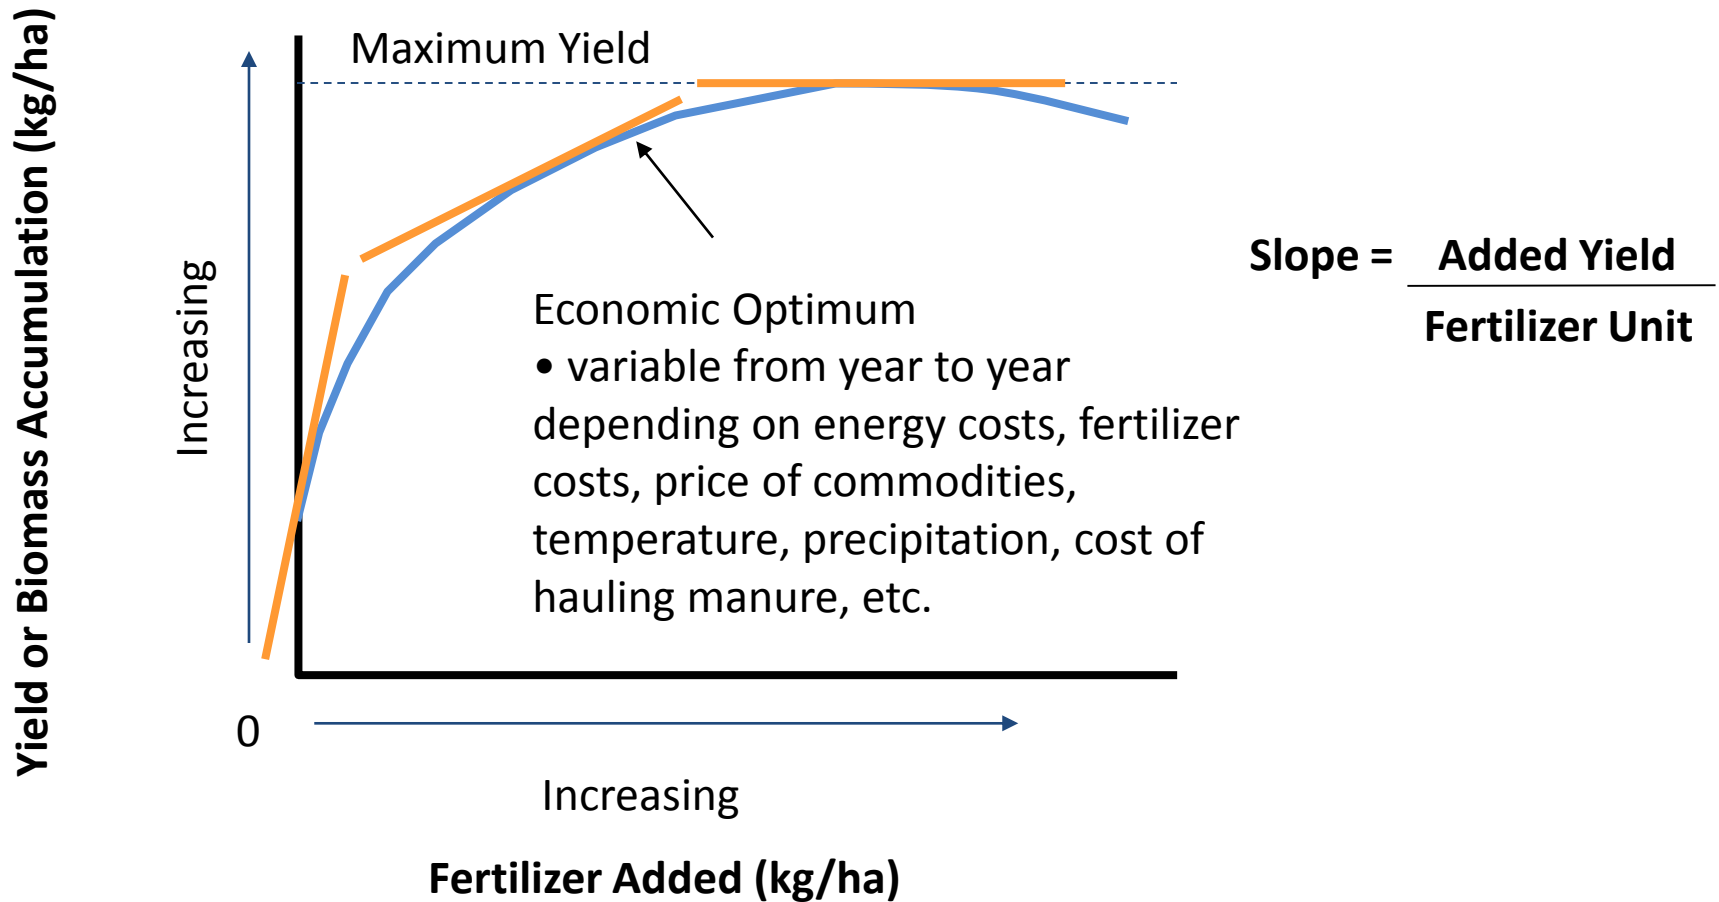 Yield or Biomass Accumulation (kg/ha)
Increasing
Maximum Yield
Economic Optimum
• variable from year to year
depending on energy costs, fertilizer
costs, price of commodities,
temperature, precipitation, cost of
hauling manure, etc.
Slope = Added Yield
Fertilizer Unit
0
Increasing
Fertilizer Added (kg/ha)